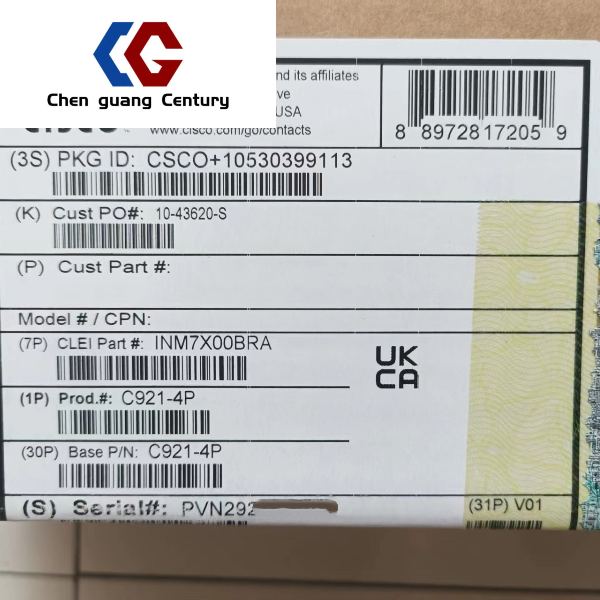 CG
Chen guang Century
nd its affiliates
ve
USA
www.cisco.com/go/contacts
8 89728 17205 9
(3S) PKG ID: CSCO+10530399113
(K) Cust PO#: 10-43620-S
(P) Cust Part #:
Model # / CPN:
(7P) CLEI Part #: INM7X00BRA
UK
CA
(1P) Prod.#: C921-4P
(30P) Base P/N: C921-4P
(S) Serial#: PVN292
(31P) V01